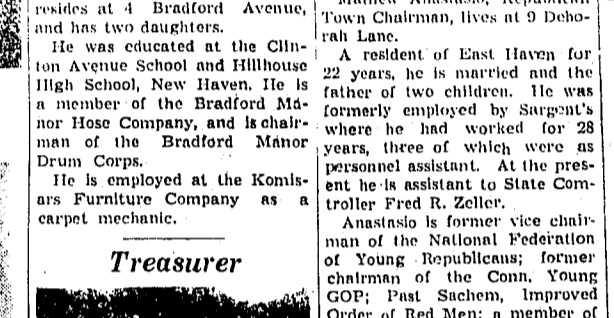 resides at 4 Bradford Avenue,
and has two daughters.
He was educated at the Clin-
ton Avenue School and Hillhouse
High School, New Haven. He is
a member of the Bradford Ma-
nor Hose Company, and is chair-
man of the Bradford Manor
Drum Corps.
He is employed at the Komis-
ars Furniture Company as a
carpet mechanic.
Treasurer
Town Chairman, lives at 9 Debo-
rah Lane.
A resident of East Haven for
22 years, he is married and the
father of two children. He was
formerly employed by Sargent's
where he had worked for 28
years, three of which were as
personnel assistant. At the pres-
ent he is assistant to State Com-
troller Fred R. Zeller.
Anastasio is former vice chair-
man of the National Federation
of Young Republicans; former
chairman of the Conn. Young
GOP; Past Sachem, Improved
Order of Red Men; a member of